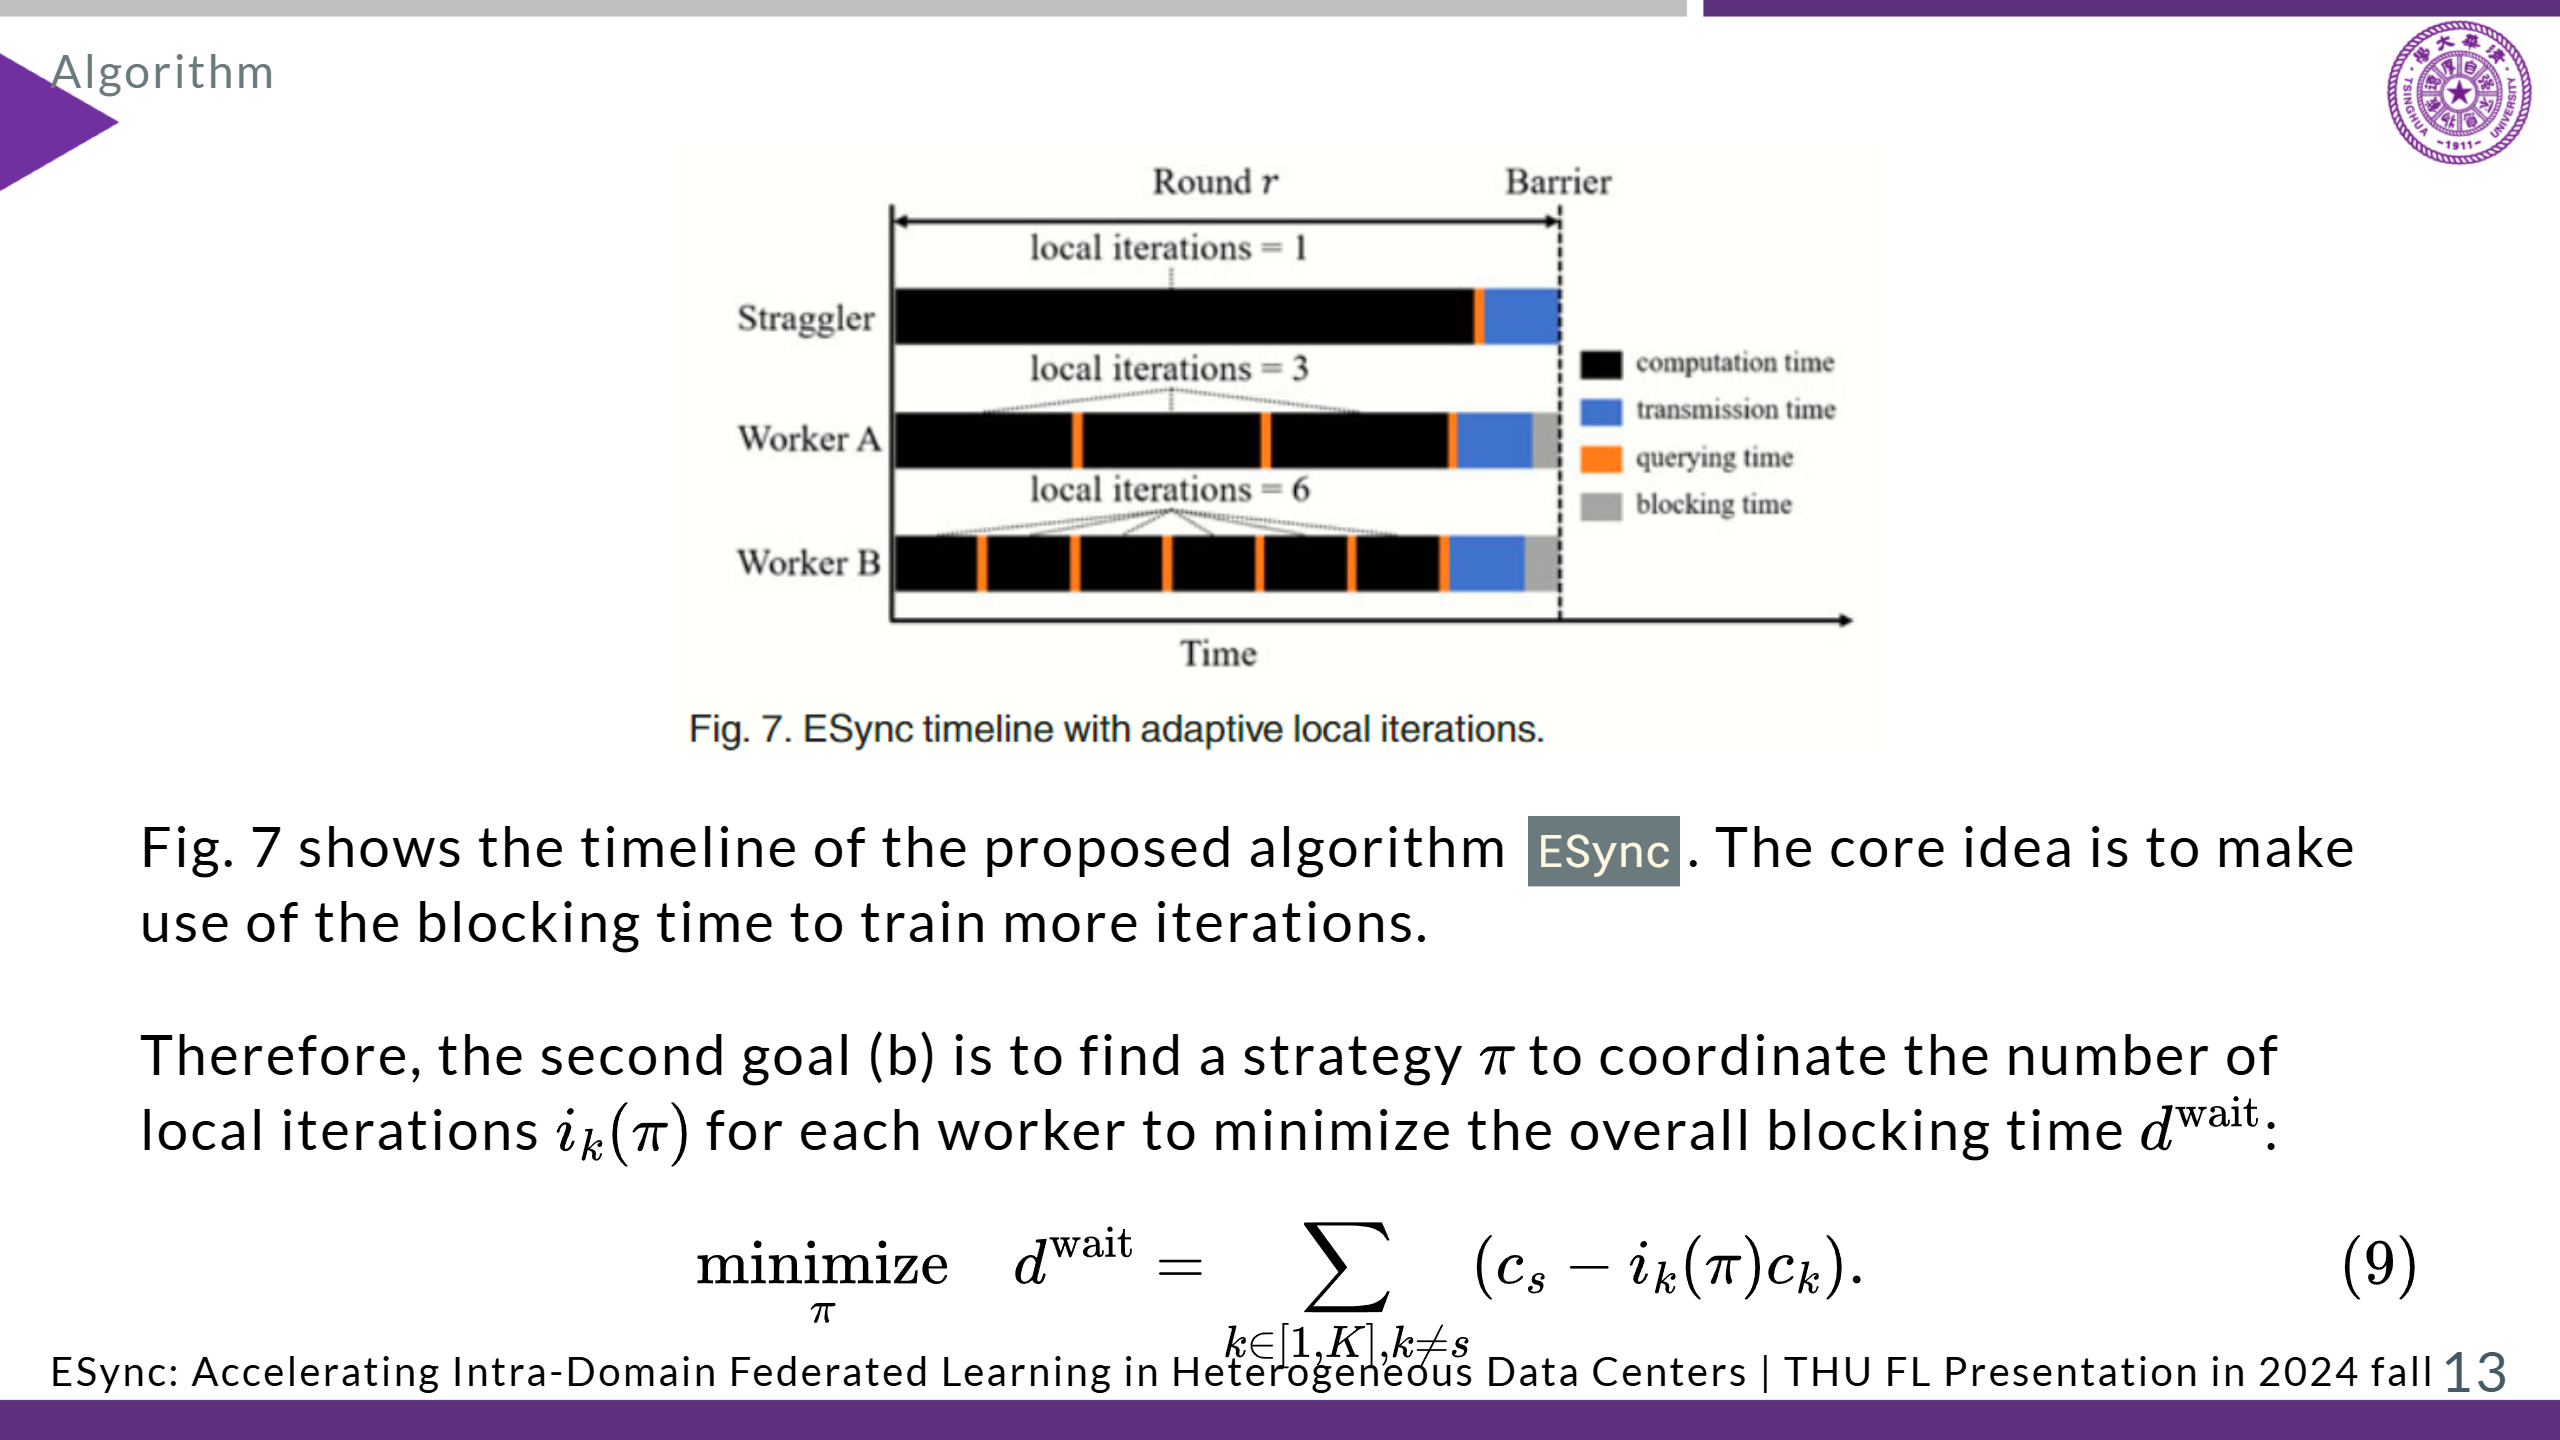 Algorithm
TSINGHUA UNIVERSITY
-1911-
Round r
Barrier
local iterations = 1
Straggler
local iterations = 3
computation time
transmission time
Worker A
querying time
local iterations = 6
blocking time
Worker B
Time
Fig. 7. ESync timeline with adaptive local iterations.
Fig. 7 shows the timeline of the proposed algorithm ESync. The core idea is to make
use of the blocking time to train more iterations.
Therefore, the second goal (b) is to find a strategy π to coordinate the number of
local iterations i_k(π) for each worker to minimize the overall blocking time d^wait:
minimize_π d^wait = ∑_{k∈[1,K],k≠s} (c_s − i_k(π)c_k). (9)
ESync: Accelerating Intra-Domain Federated Learning in Heterogeneous Data Centers | THU FL Presentation in 2024 fall 13